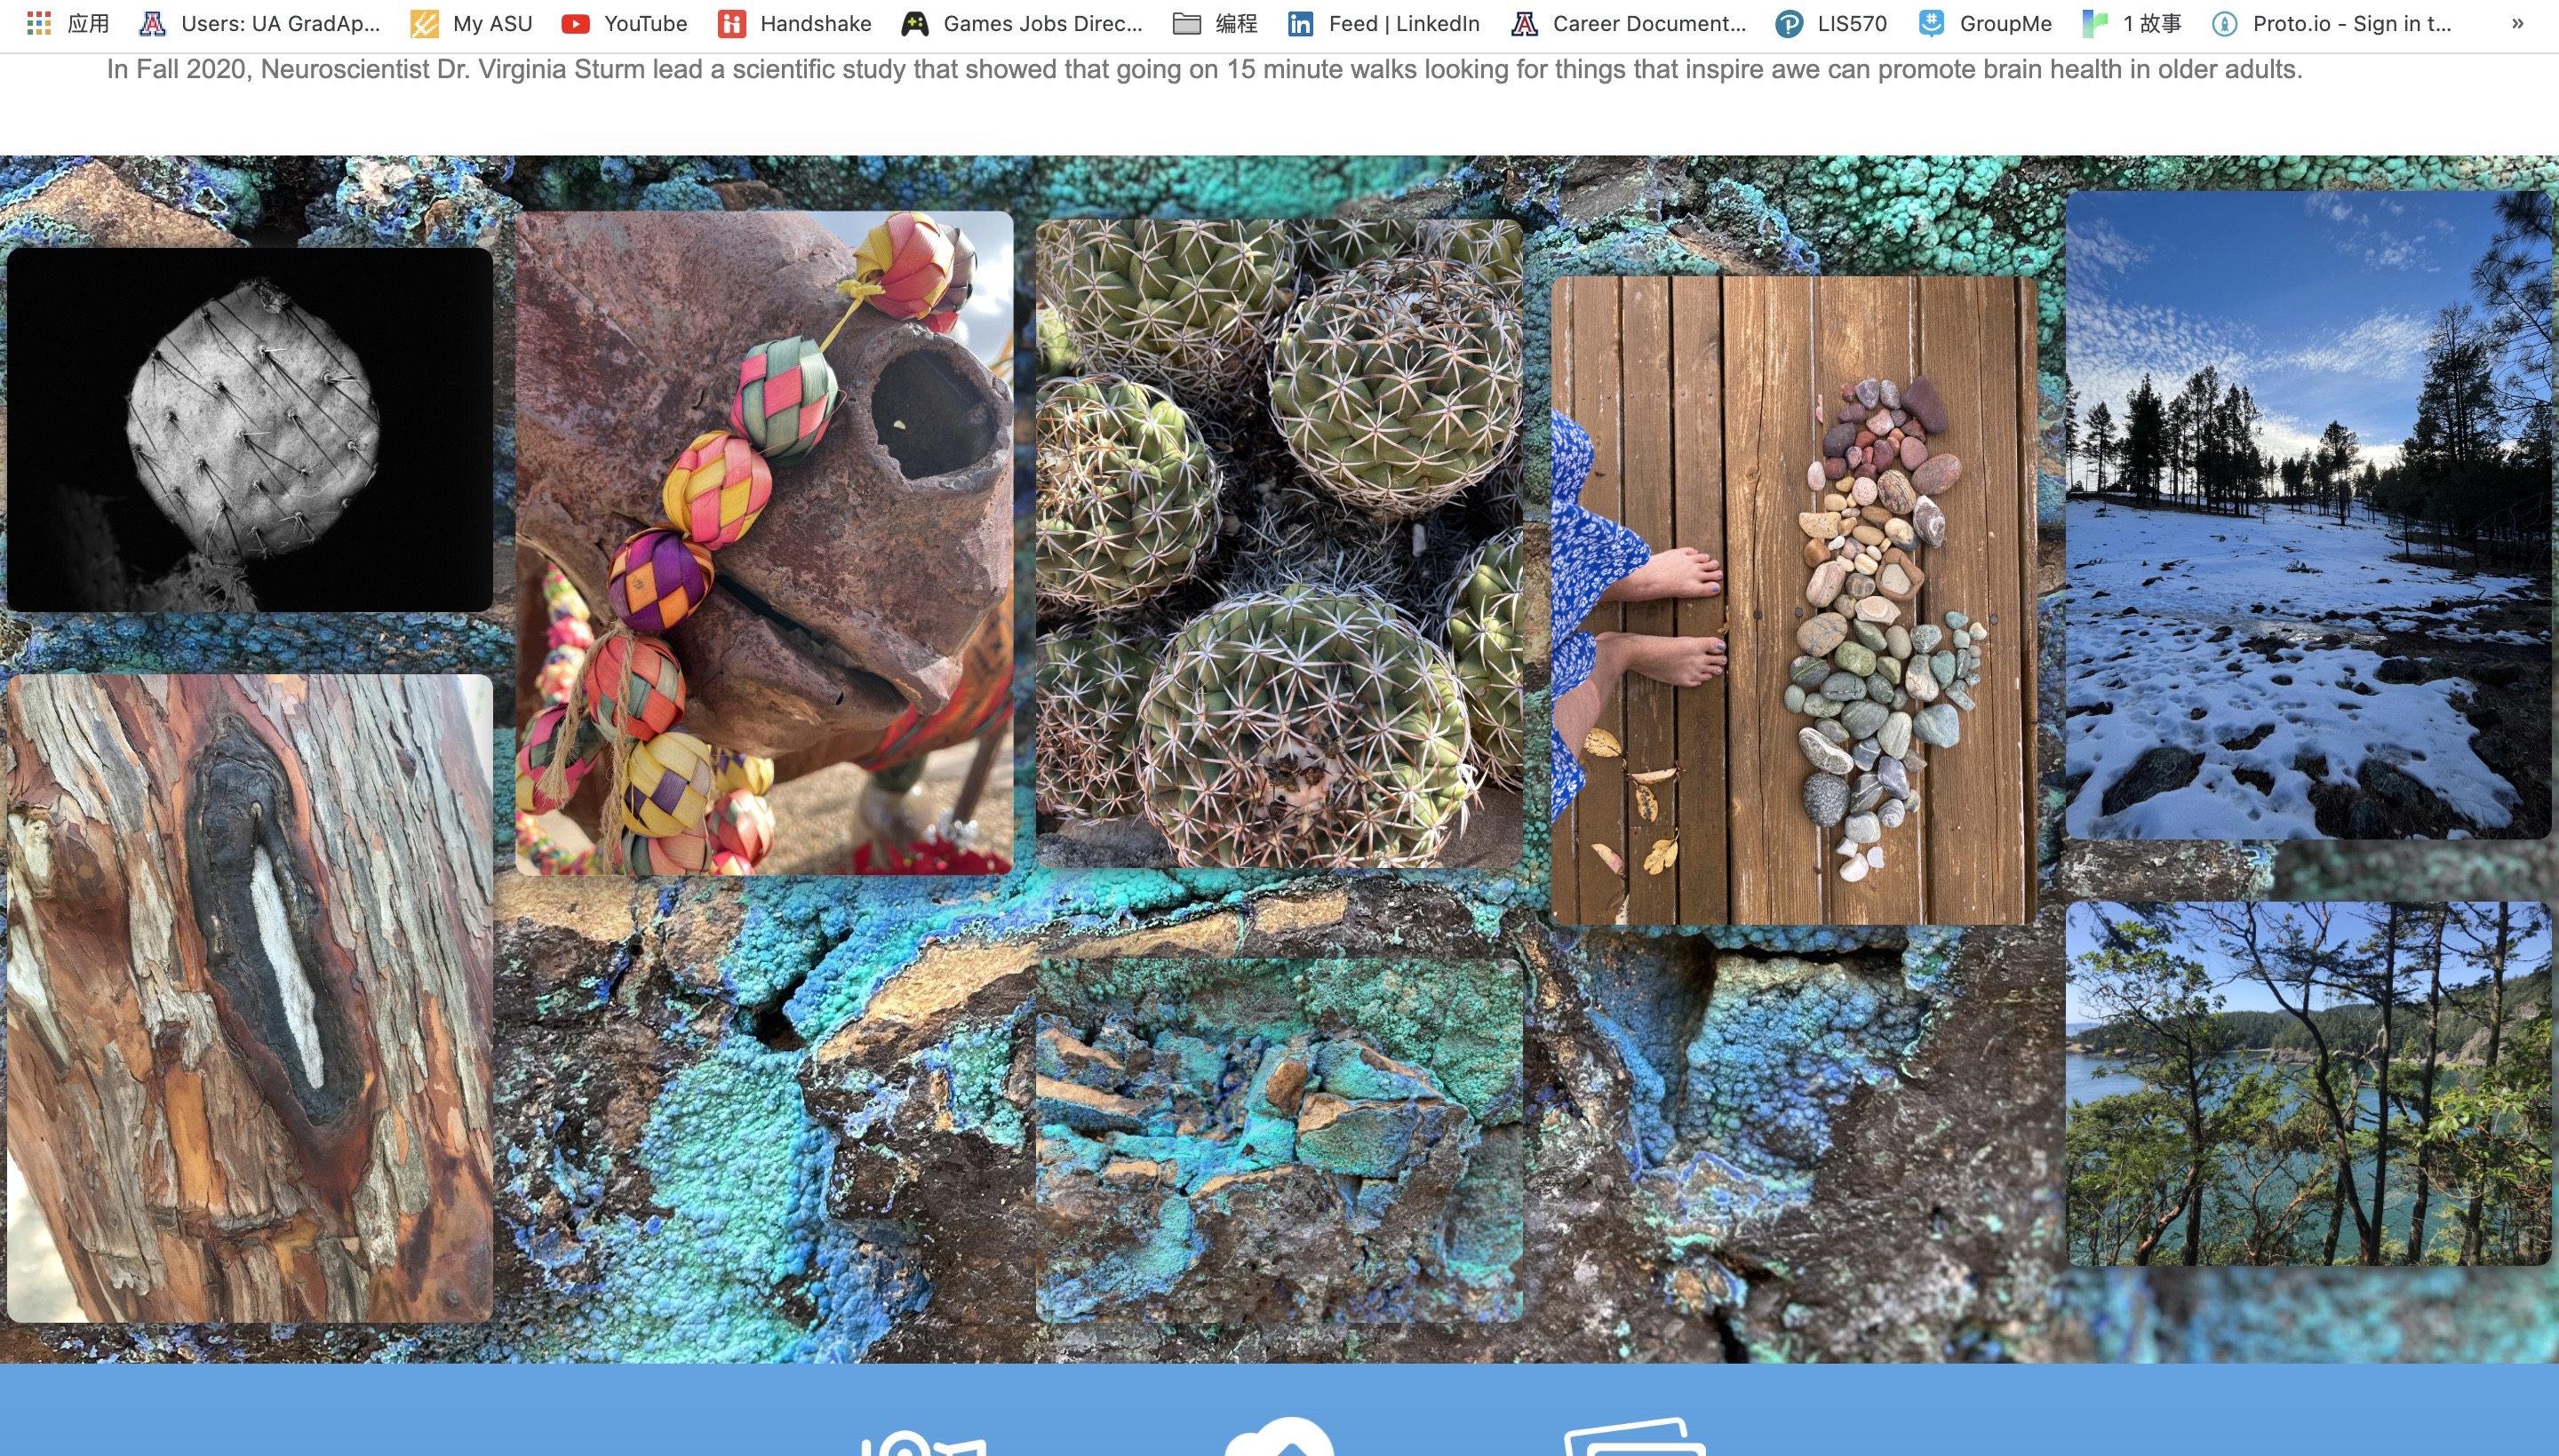 应用 Users: UA GradAp... My ASU YouTube Handshake Games Jobs Direc... 编程 Feed | LinkedIn Career Document... LIS570 GroupMe 1 故事 Proto.io - Sign in t... »
In Fall 2020, Neuroscientist Dr. Virginia Sturm lead a scientific study that showed that going on 15 minute walks looking for things that inspire awe can promote brain health in older adults.